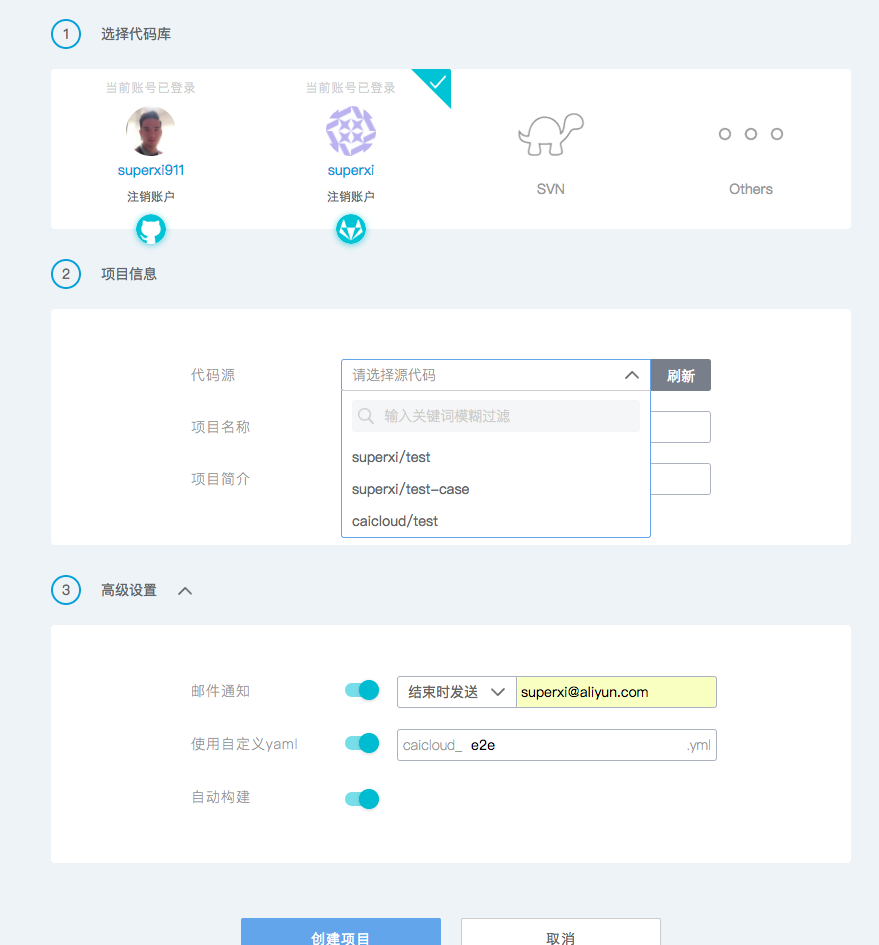 1 选择代码库
当前账号已登录 当前账号已登录
superxi911 superxi
注销账户 注销账户 SVN Others
2 项目信息
代码源 请选择源代码 刷新
输入关键词模糊过滤
项目名称
superxi/test
项目简介 superxi/test-case
caicloud/test
3 高级设置
邮件通知 结束时发送 superxi@aliyun.com
使用自定义yaml caicloud_ e2e .yml
自动构建
创建项目 取消